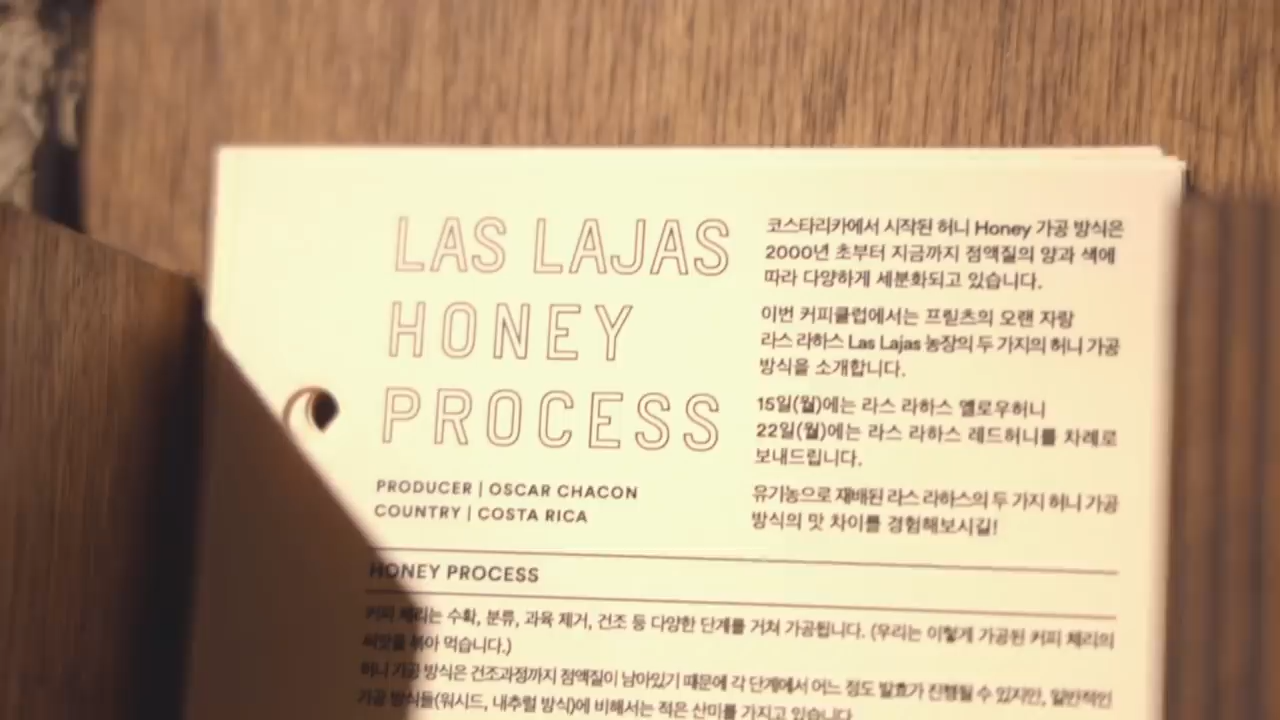 LAS LAJAS
HONEY
PROCESS
PRODUCER | OSCAR CHACON
COUNTRY | COSTA RICA
코스타리카에서 시작된 허니 Honey 가공 방식은
2000년 초부터 지금까지 점액질의 양과 색에
따라 다양하게 세분화되고 있습니다.
이번 커피클럽에서는 프릳츠의 오랜 자랑
라스 라하스 Las Lajas 농장의 두 가지의 허니 가공
방식을 소개합니다.
15일(월)에는 라스 라하스 옐로우허니
22일(월)에는 라스 라하스 레드허니를 차례로
보내드립니다.
유기농으로 재배된 라스 라하스의 두 가지 허니 가공
방식의 맛 차이를 경험해보시길!
HONEY PROCESS
커피 체리는 수확, 분류, 과육 제거, 건조 등 다양한 단계를 거쳐 가공됩니다. (우리는 이렇게 가공된 커피 체리의
씨앗을 볶아 먹습니다.)
허니 가공 방식은 건조과정까지 점액질이 남아있기 때문에 각 단계에서 어느 정도 발효가 진행될 수 있지만, 일반적인
가공 방식들(워시드, 내추럴 방식)에 비해서는 적은 산미를 가지고 있습니다